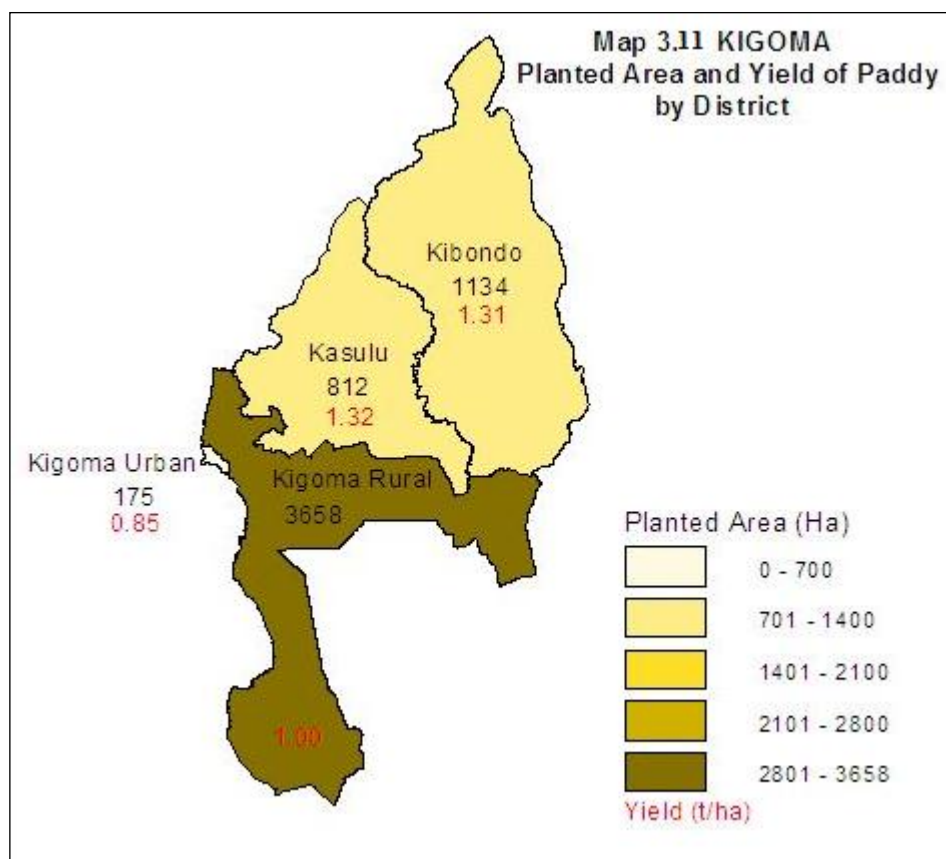 Map 3.11 KIGOMA
Planted Area and Yield of Paddy
by District
Kibondo
1134
1.31
Kasulu
812
1.32
Kigoma Urban
175
0.85
Kigoma Rural
3658
1.00
Planted Area (Ha)
0 - 700
701 - 1400
1401 - 2100
2101 - 2800
2801 - 3658
Yield (t/ha)